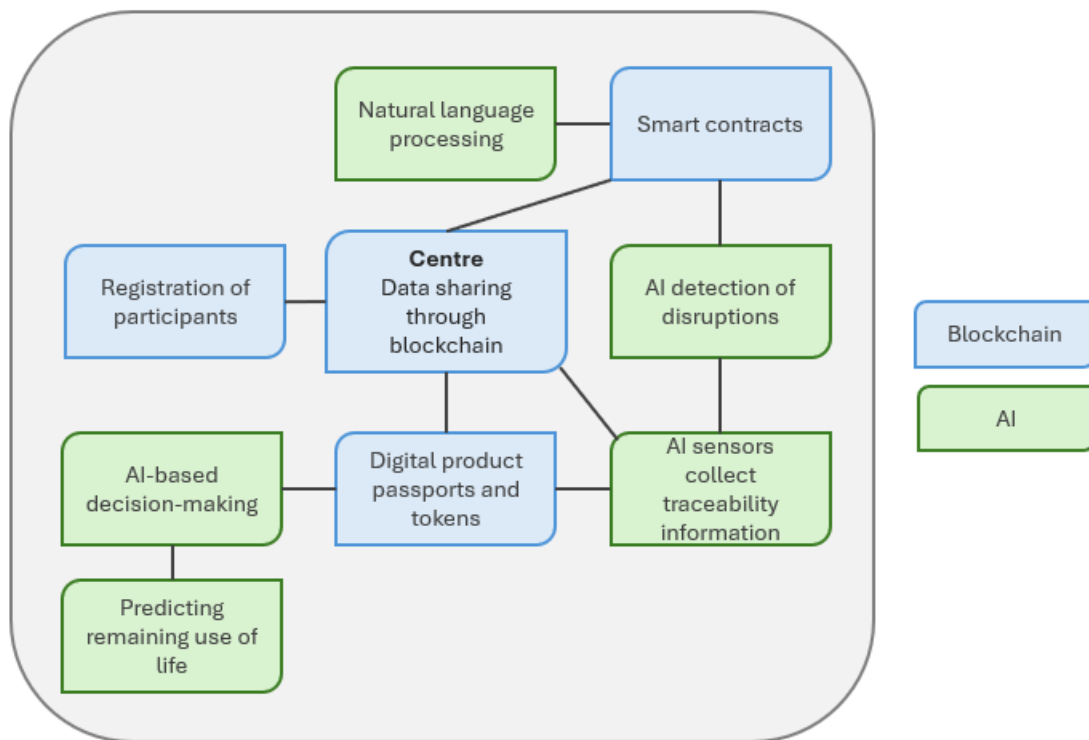 Natural language
processing
Smart contracts
Registration of
participants
Centre
Data sharing
through
blockchain
AI detection of
disruptions
Blockchain
AI
AI-based
decision-making
Digital product
passports and
tokens
AI sensors
collect
traceability
information
Predicting
remaining use of
life